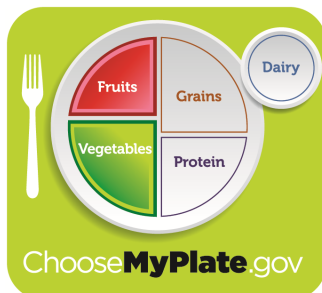 Dairy
Fruits
Grains
Vegetables
Protein
ChooseMyPlate.gov